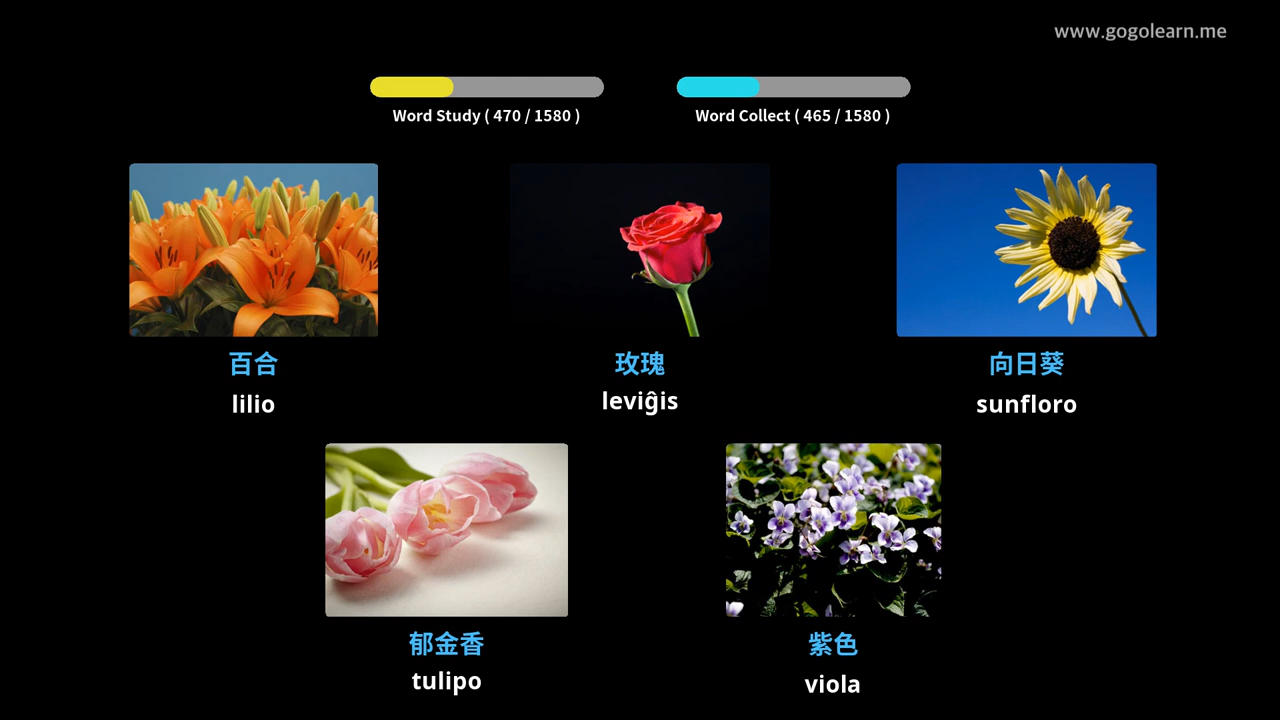 www.gogolearn.me
Word Study ( 470 / 1580 )
Word Collect ( 465 / 1580 )
百合
玫瑰
向日葵
lilio
leviĝis
sunfloro
郁金香
紫色
tulipo
viola